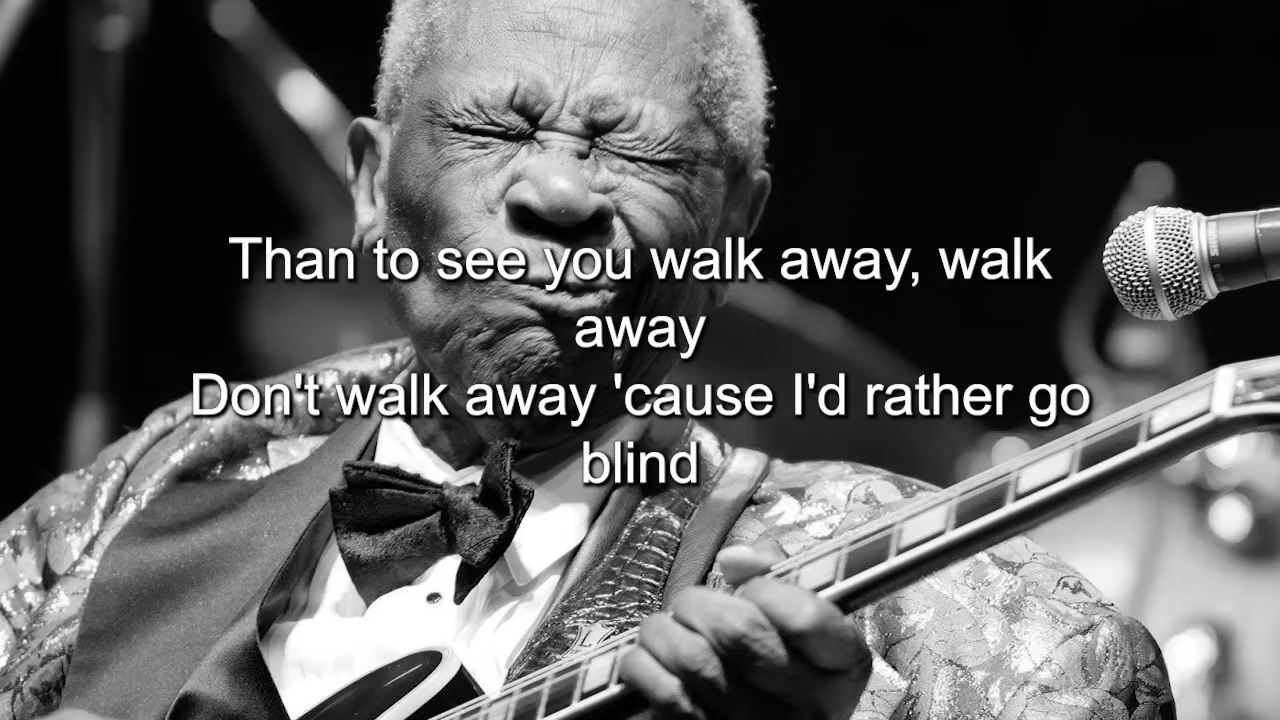 Than to see you walk away, walk
away
Don't walk away 'cause I'd rather go
blind